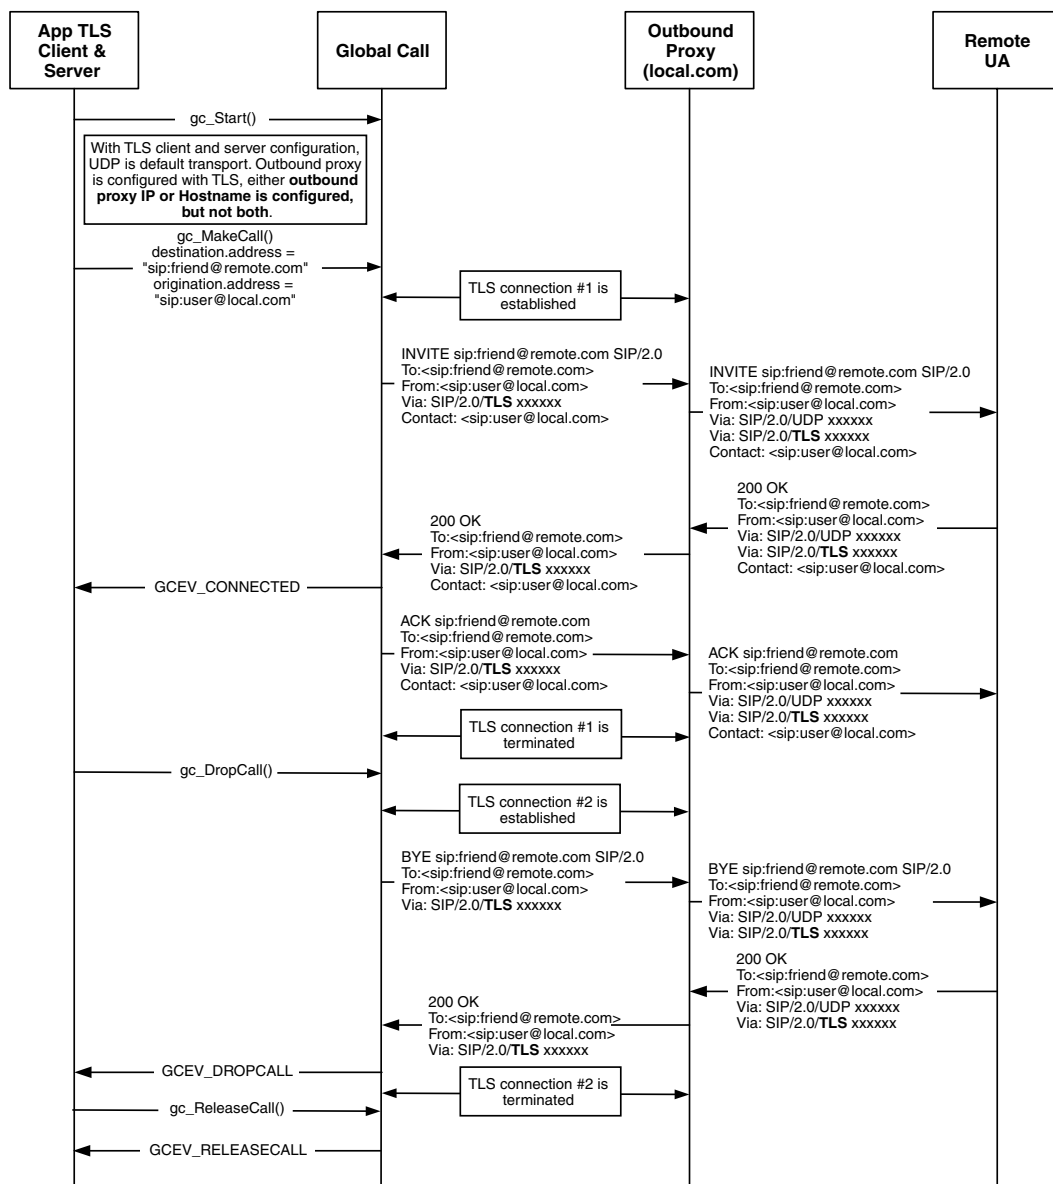 App TLS
Client &
Server
Global Call
Outbound
Proxy
(local.com)
Remote
UA
gc_Start()
With TLS client and server configuration,
UDP is default transport. Outbound proxy
is configured with TLS, either outbound
proxy IP or Hostname is configured,
but not both.
gc_MakeCall()
destination.address =
"sip:friend@remote.com"
origination.address =
"sip:user@local.com"
TLS connection #1 is
established
INVITE sip:friend@remote.com SIP/2.0
To:<sip:friend@remote.com>
From:<sip:user@local.com>
Via: SIP/2.0/TLS xxxxxx
Contact: <sip:user@local.com>
INVITE sip:friend@remote.com SIP/2.0
To:<sip:friend@remote.com>
From:<sip:user@local.com>
Via: SIP/2.0/UDP xxxxxx
Via: SIP/2.0/TLS xxxxxx
Contact: <sip:user@local.com>
200 OK
To:<sip:friend@remote.com>
From:<sip:user@local.com>
Via: SIP/2.0/UDP xxxxxx
Via: SIP/2.0/TLS xxxxxx
Contact: <sip:user@local.com>
200 OK
To:<sip:friend@remote.com>
From:<sip:user@local.com>
Via: SIP/2.0/TLS xxxxxx
Contact: <sip:user@local.com>
GCEV_CONNECTED
ACK sip:friend@remote.com
To:<sip:friend@remote.com>
From:<sip:user@local.com>
Via: SIP/2.0/TLS xxxxxx
Contact: <sip:user@local.com>
ACK sip:friend@remote.com
To:<sip:friend@remote.com>
From:<sip:user@local.com>
Via: SIP/2.0/UDP xxxxxx
Via: SIP/2.0/TLS xxxxxx
Contact: <sip:user@local.com>
TLS connection #1 is
terminated
gc_DropCall()
TLS connection #2 is
established
BYE sip:friend@remote.com SIP/2.0
To:<sip:friend@remote.com>
From:<sip:user@local.com>
Via: SIP/2.0/TLS xxxxxx
BYE sip:friend@remote.com SIP/2.0
To:<sip:friend@remote.com>
From:<sip:user@local.com>
Via: SIP/2.0/UDP xxxxxx
Via: SIP/2.0/TLS xxxxxx
200 OK
To:<sip:friend@remote.com>
From:<sip:user@local.com>
Via: SIP/2.0/UDP xxxxxx
Via: SIP/2.0/TLS xxxxxx
200 OK
To:<sip:friend@remote.com>
From:<sip:user@local.com>
Via: SIP/2.0/TLS xxxxxx
GCEV_DROPCALL
TLS connection #2 is
terminated
gc_ReleaseCall()
GCEV_RELEASECALL